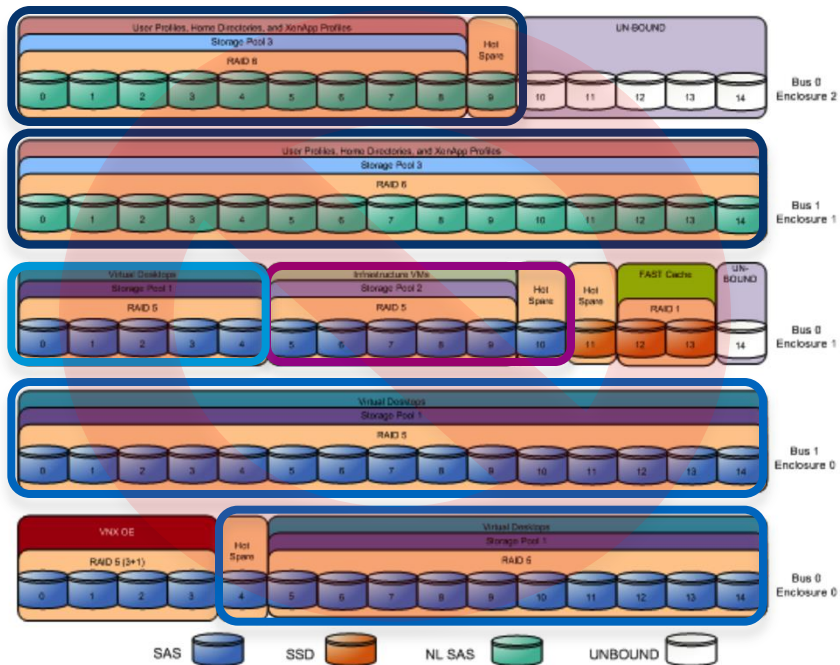 User Profiles, Home Directories, and XenApp Profiles
Storage Pool 3
RAID 6
Hot Spare
UN-BOUND
0 1 2 3 4 5 6 7 8 9 10 11 12 13 14
Bus 0
Enclosure 2
User Profiles, Home Directories, and XenApp Profiles
Storage Pool 3
RAID 6
0 1 2 3 4 5 6 7 8 9 10 11 12 13 14
Bus 1
Enclosure 1
Virtual Desktops
Storage Pool 1
RAID 5
Infrastructure VMs
Storage Pool 2
RAID 5
Hot Spare
Hot Spare
FAST Cache
RAID 1
UN-BOUND
0 1 2 3 4 5 6 7 8 9 10 11 12 13 14
Bus 0
Enclosure 1
Virtual Desktops
Storage Pool 1
RAID 5
0 1 2 3 4 5 6 7 8 9 10 11 12 13 14
Bus 1
Enclosure 0
VNX OE
RAID 5 (3+1)
Hot Spare
Virtual Desktops
Storage Pool 1
RAID 5
0 1 2 3 4 5 6 7 8 9 10 11 12 13 14
Bus 0
Enclosure 0
SAS SSD NL SAS UNBOUND